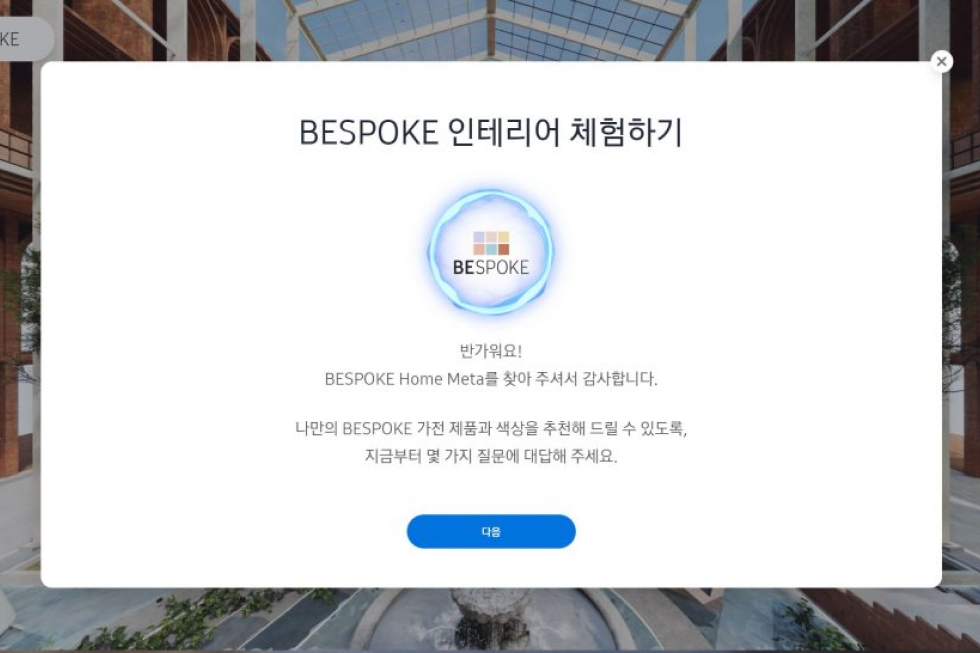 KE
BESPOKE 인테리어 체험하기
BESPOKE
반가워요!
BESPOKE Home Meta를 찾아 주셔서 감사합니다.
나만의 BESPOKE 가전 제품과 색상을 추천해 드릴 수 있도록,
지금부터 몇 가지 질문에 대답해 주세요.
다음